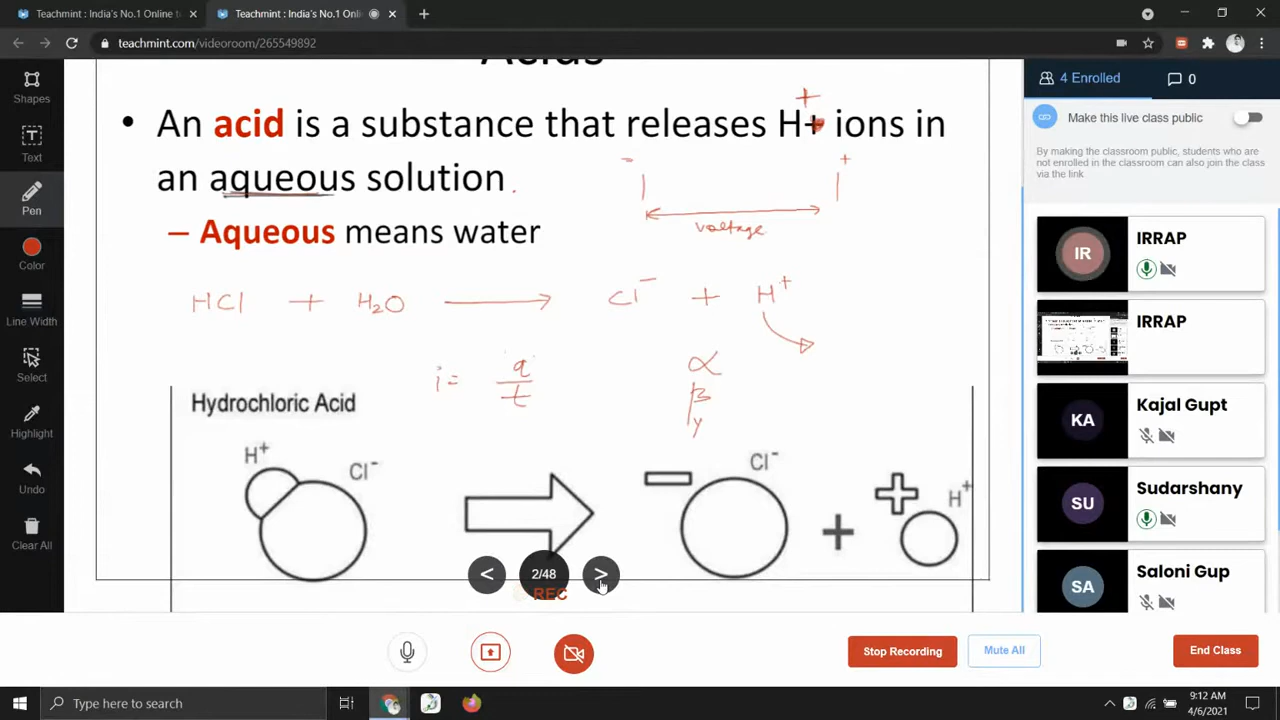 Teachmint : India's No.1 Online t
Teachmint : India's No.1 Onli
teachmint.com/videoroom/265549892
Shapes
Text
Pen
Color
Line Width
Select
Highlight
Undo
Clear All
Acids
+
• An acid is a substance that releases H+ ions in
an aqueous solution .
- +
voltage
– Aqueous means water
HCl + H₂O → Cl⁻ + H⁺
i = q/t
α
β
γ
Hydrochloric Acid
H⁺ Cl⁻
Cl⁻ + H⁺
< 2/48 >
REC
4 Enrolled
0
Make this live class public
By making the classroom public, students who are
not enrolled in the classroom can also join the class
via the link
IR
IRRAP
IRRAP
KA
Kajal Gupt
SU
Sudarshany
SA
Saloni Gup
Stop Recording
Mute All
End Class
Type here to search
9:12 AM
4/6/2021